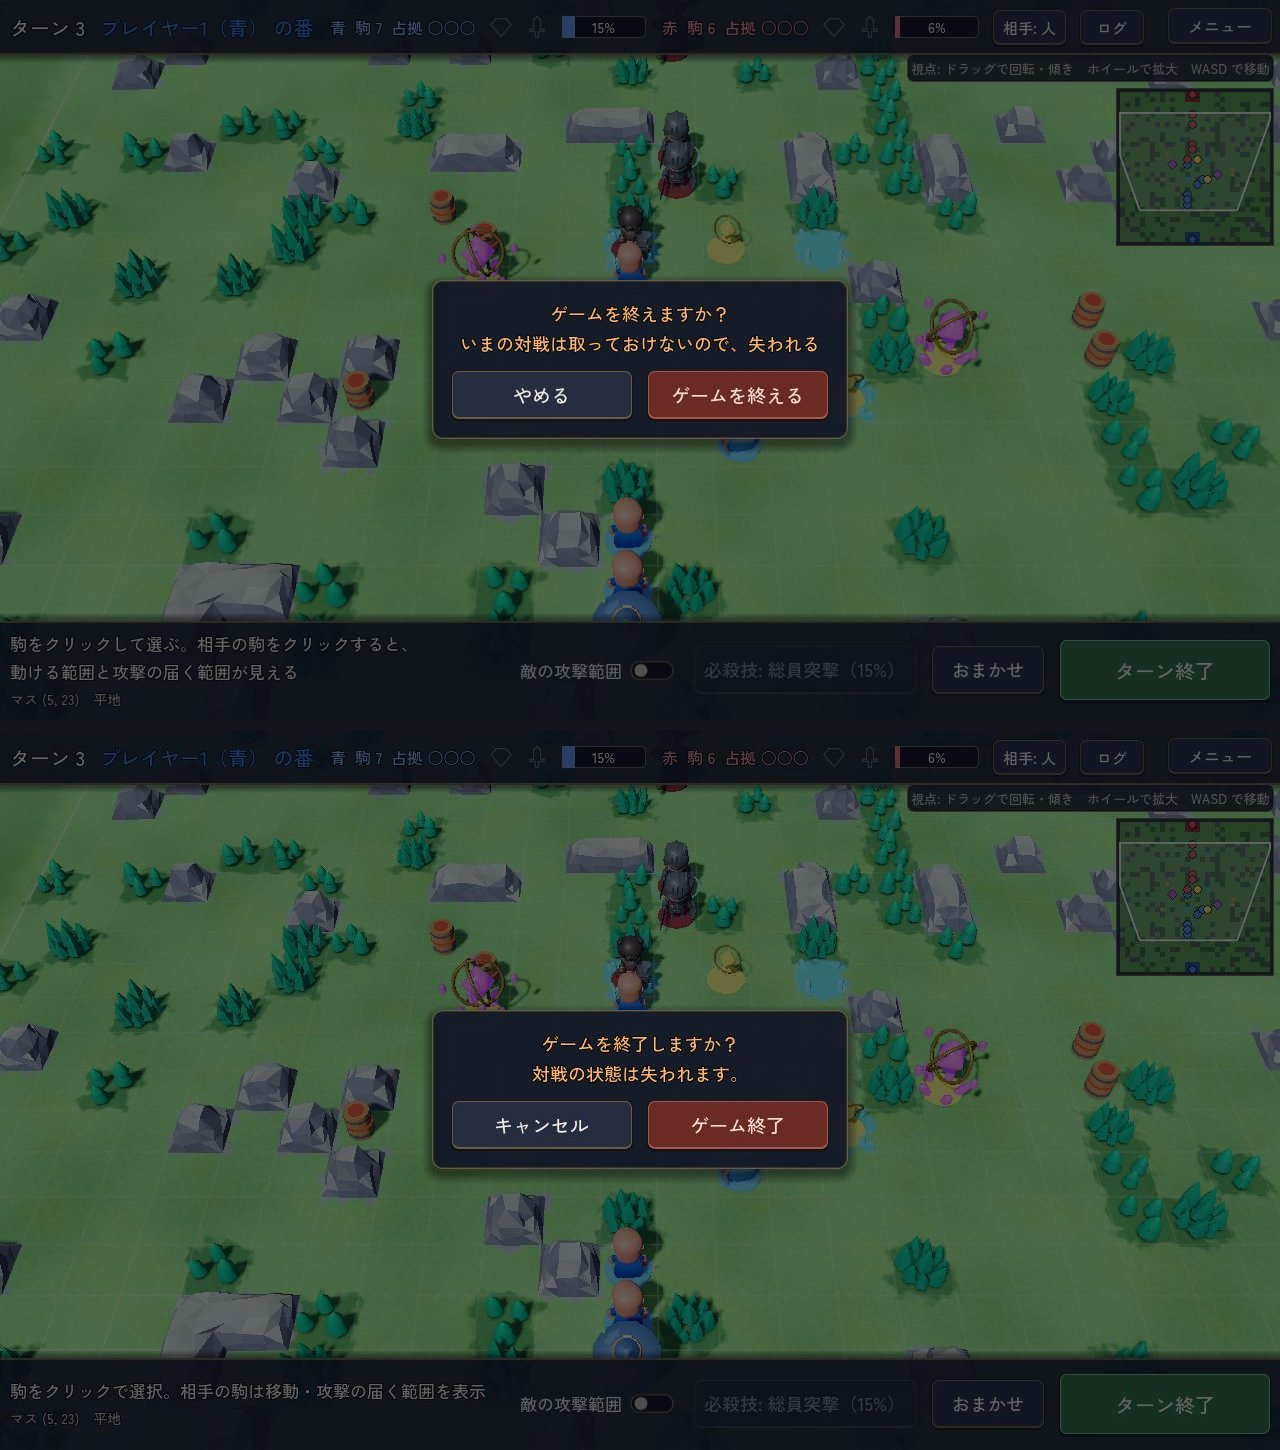 ターン 3 プレイヤー1（青）の番 青 駒 7 占拠 〇〇〇 15% 赤 駒 6 占拠 〇〇〇 6% 相手: 人 ログ メニュー
視点: ドラッグで回転・傾き ホイールで拡大 WASD で移動
ゲームを終えますか？
いまの対戦は取っておけないので、失われる
やめる ゲームを終える
駒をクリックして選ぶ。相手の駒をクリックすると、
動ける範囲と攻撃の届く範囲が見える
マス (5, 23) 平地
敵の攻撃範囲 必殺技: 総員突撃（15%） おまかせ ターン終了
ターン 3 プレイヤー1（青）の番 青 駒 7 占拠 〇〇〇 15% 赤 駒 6 占拠 〇〇〇 6% 相手: 人 ログ メニュー
視点: ドラッグで回転・傾き ホイールで拡大 WASD で移動
ゲームを終了しますか？
対戦の状態は失われます。
キャンセル ゲーム終了
駒をクリックで選択。相手の駒は移動・攻撃の届く範囲を表示
マス (5, 23) 平地
敵の攻撃範囲 必殺技: 総員突撃（15%） おまかせ ターン終了